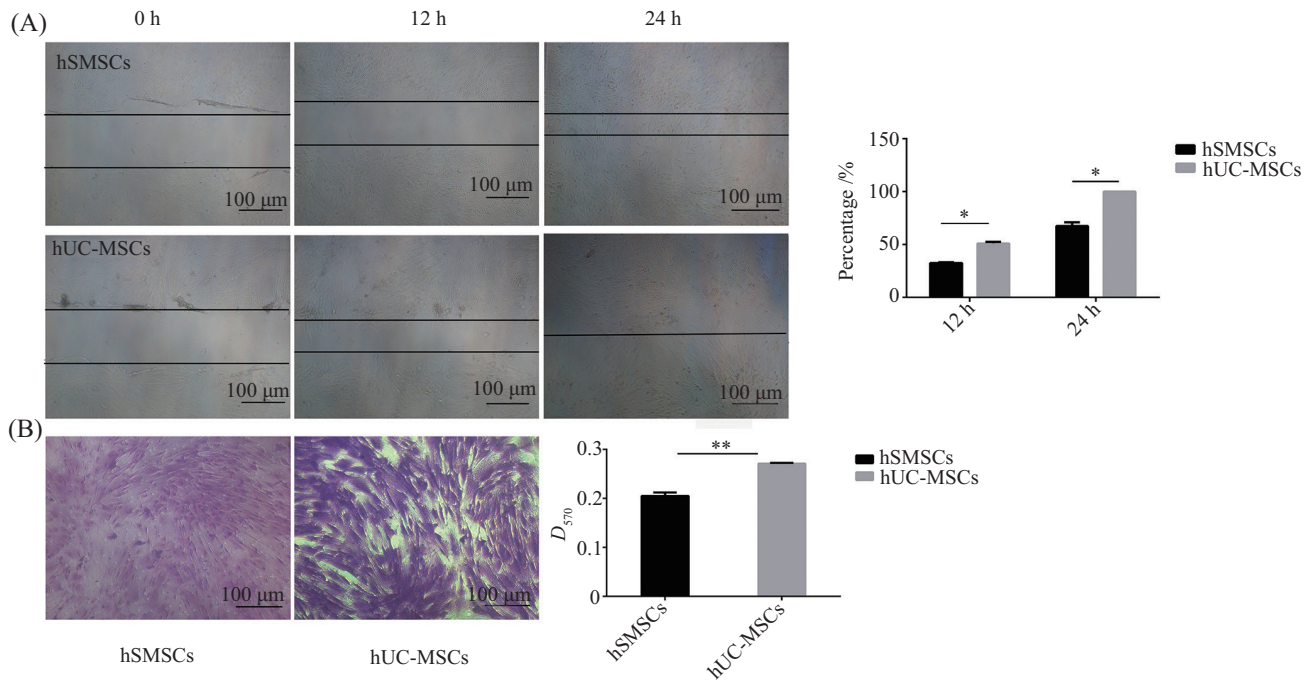 (A)
0 h
12 h
24 h
hSMSCs
100 μm
100 μm
100 μm
hUC-MSCs
100 μm
100 μm
100 μm
Percentage /%
150
100
50
0
*
*
12 h
24 h
hSMSCs
hUC-MSCs
(B)
100 μm
100 μm
hSMSCs
hUC-MSCs
D570
0.3
0.2
0.1
0
**
hSMSCs
hUC-MSCs
hSMSCs
hUC-MSCs